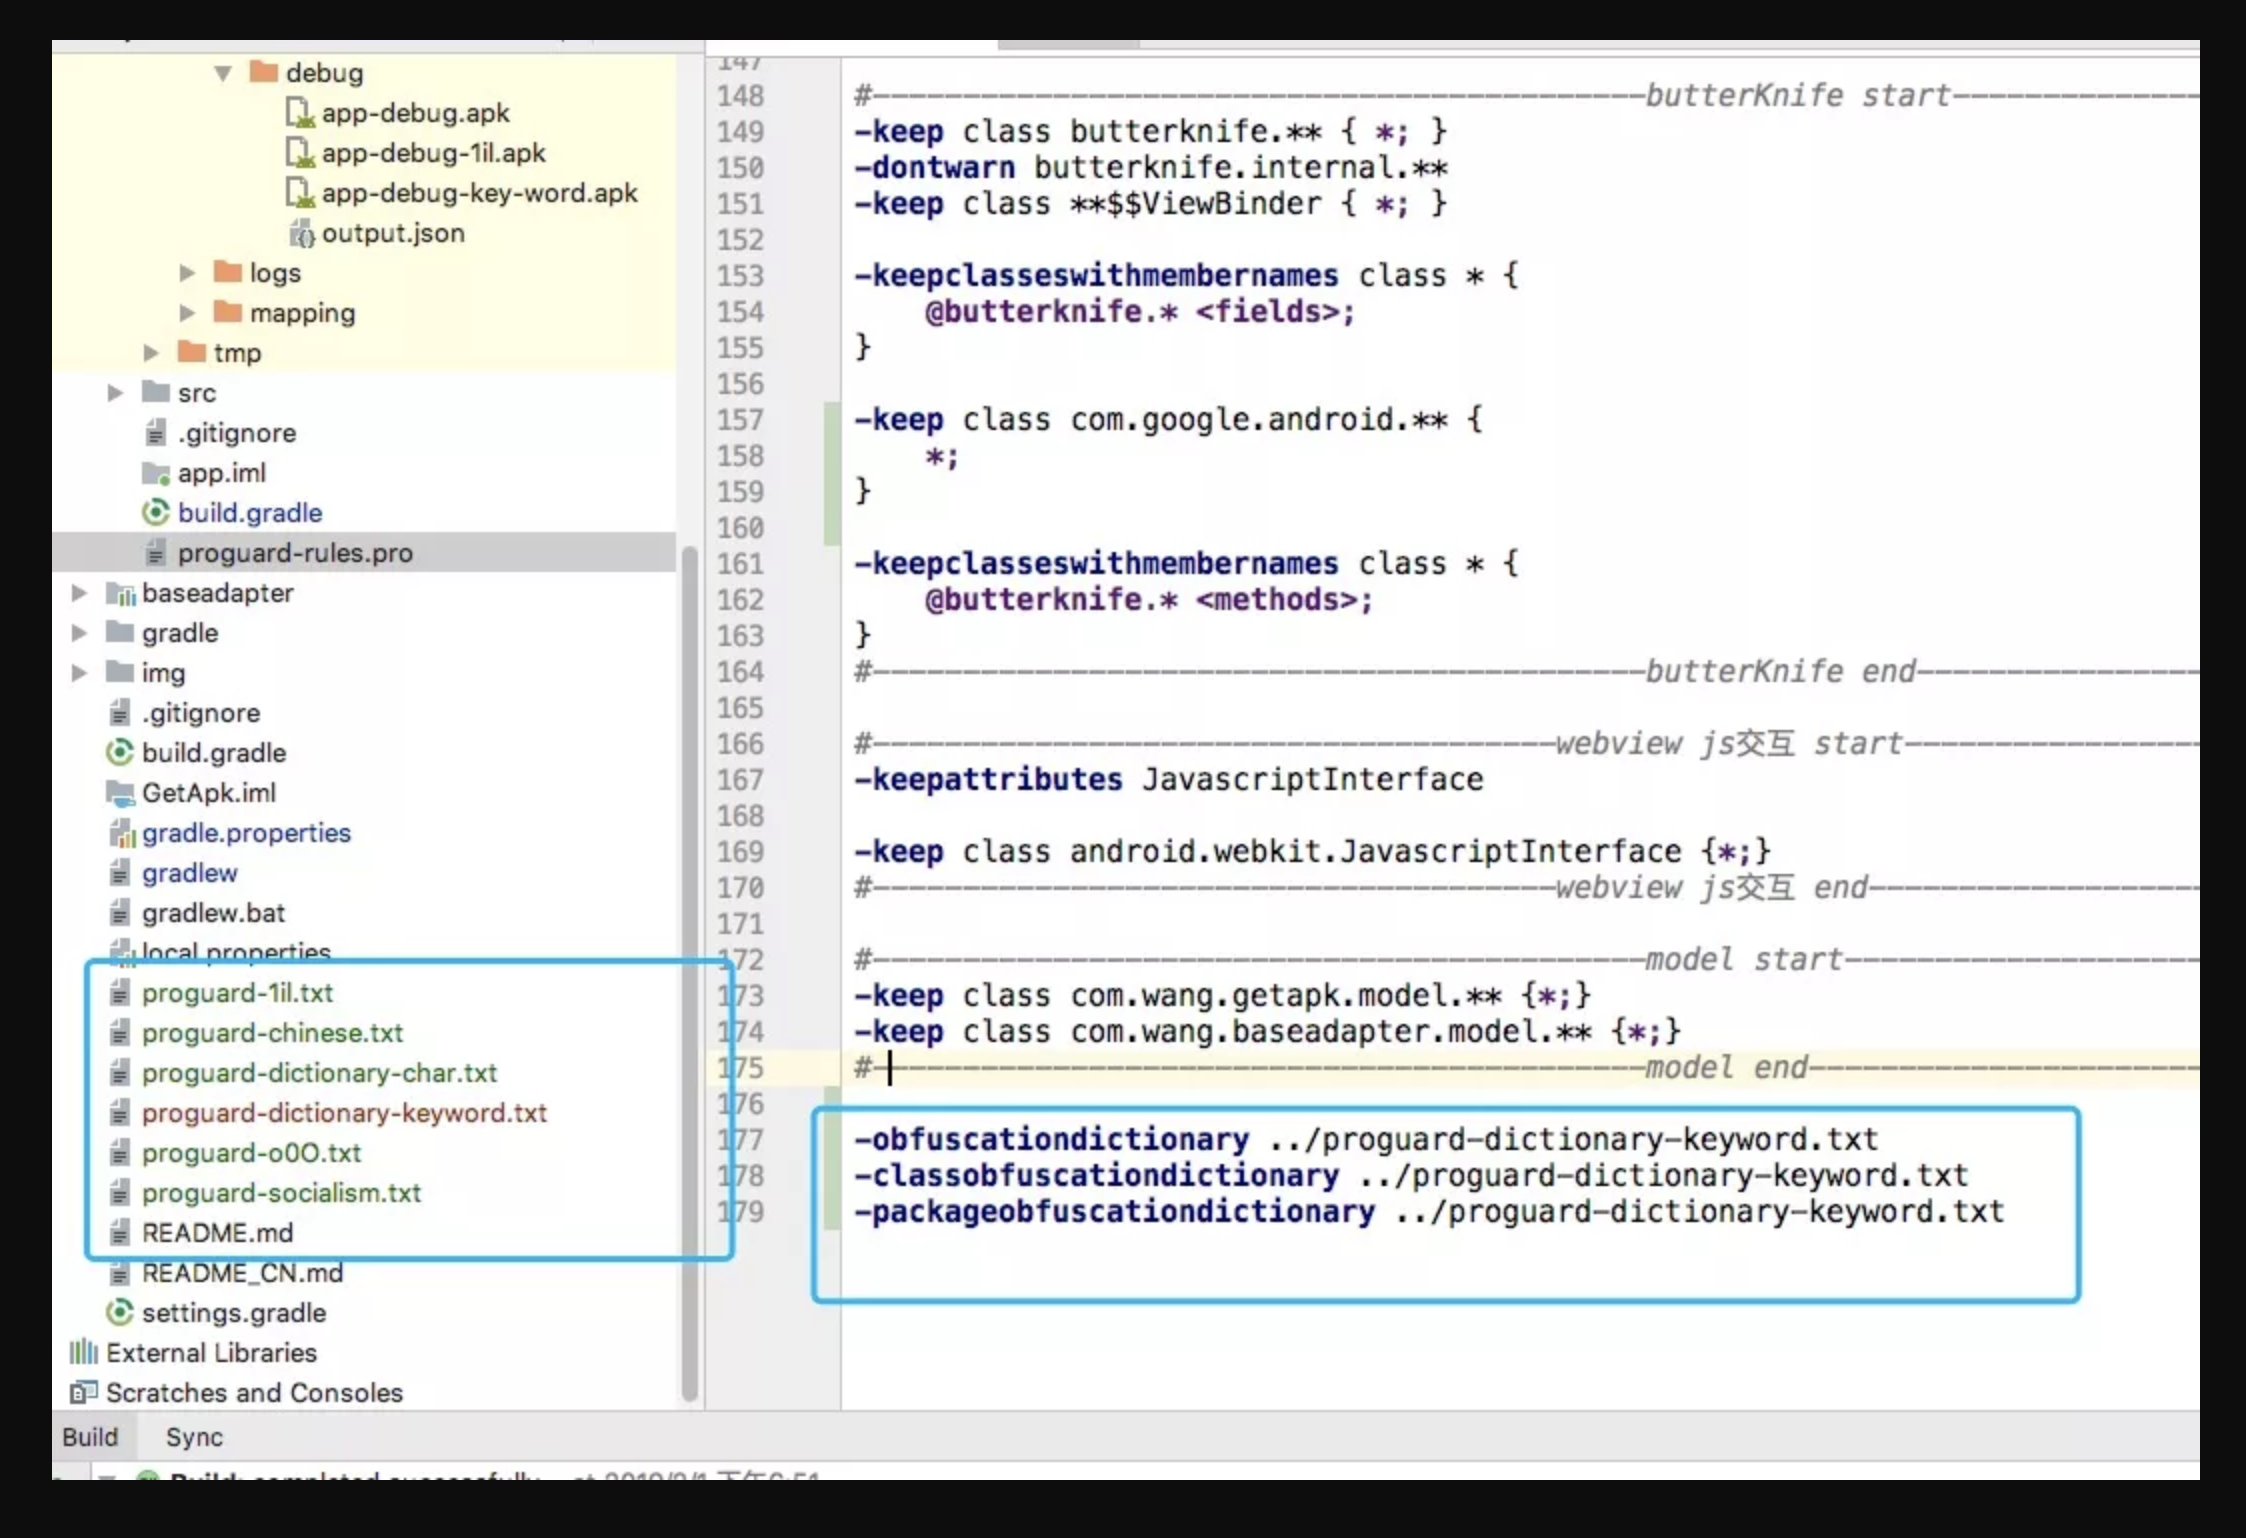 debug
app-debug.apk
app-debug-1il.apk
app-debug-key-word.apk
output.json
logs
mapping
tmp
src
.gitignore
app.iml
build.gradle
proguard-rules.pro
baseadapter
gradle
img
.gitignore
build.gradle
GetApk.iml
gradle.properties
gradlew
gradlew.bat
local.properties
proguard-1il.txt
proguard-chinese.txt
proguard-dictionary-char.txt
proguard-dictionary-keyword.txt
proguard-o0O.txt
proguard-socialism.txt
README.md
README_CN.md
settings.gradle
External Libraries
Scratches and Consoles
147
148 #-------------------------------------------butterKnife start--------------
149 -keep class butterknife.** { *; }
150 -dontwarn butterknife.internal.**
151 -keep class **$$ViewBinder { *; }
152
153 -keepclasseswithmembernames class * {
154     @butterknife.* <fields>;
155 }
156
157 -keep class com.google.android.** {
158     *;
159 }
160
161 -keepclasseswithmembernames class * {
162     @butterknife.* <methods>;
163 }
164 #-------------------------------------------butterKnife end----------------
165
166 #--------------------------------------webview js交互 start-----------------
167 -keepattributes JavascriptInterface
168
169 -keep class android.webkit.JavascriptInterface {*;}
170 #--------------------------------------webview js交互 end-------------------
171
172 #-------------------------------------------model start--------------------
173 -keep class com.wang.getapk.model.** {*;}
174 -keep class com.wang.baseadapter.model.** {*;}
175 #-------------------------------------------model end----------------------
176
177 -obfuscationdictionary ../proguard-dictionary-keyword.txt
178 -classobfuscationdictionary ../proguard-dictionary-keyword.txt
179 -packageobfuscationdictionary ../proguard-dictionary-keyword.txt
Build Sync
Build: completed successfully